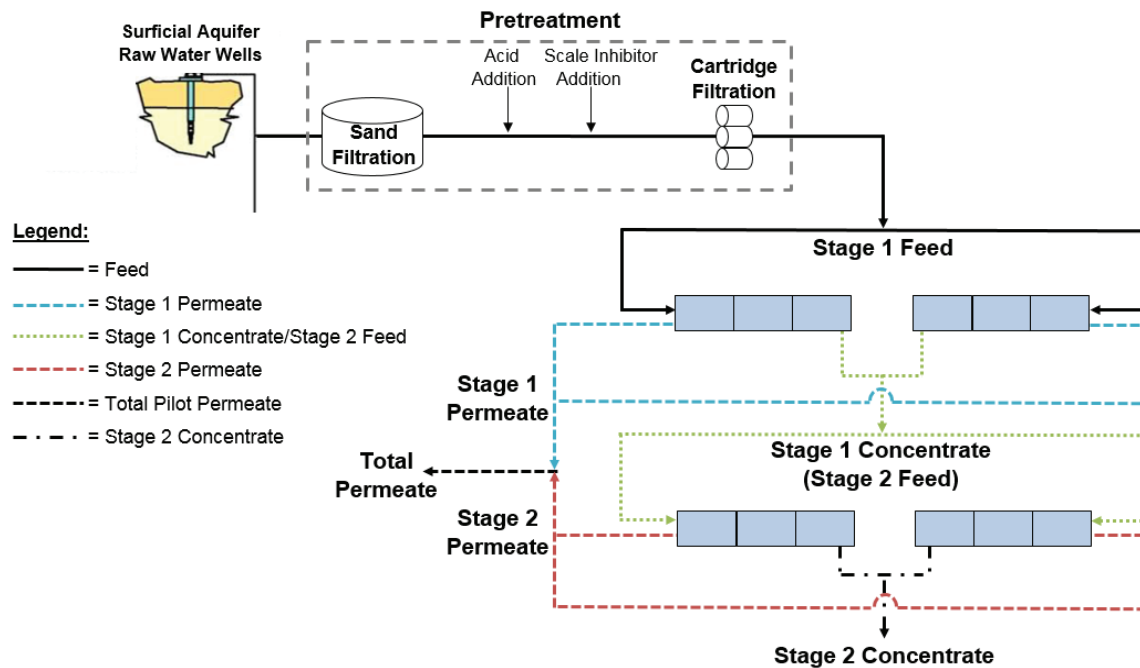 Pretreatment
Surficial Aquifer
Raw Water Wells
Acid
Addition
Scale Inhibitor
Addition
Cartridge
Filtration
Sand
Filtration
Legend:
= Feed
= Stage 1 Permeate
= Stage 1 Concentrate/Stage 2 Feed
= Stage 2 Permeate
= Total Pilot Permeate
= Stage 2 Concentrate
Stage 1 Feed
Stage 1
Permeate
Stage 1 Concentrate
(Stage 2 Feed)
Total
Permeate
Stage 2
Permeate
Stage 2 Concentrate